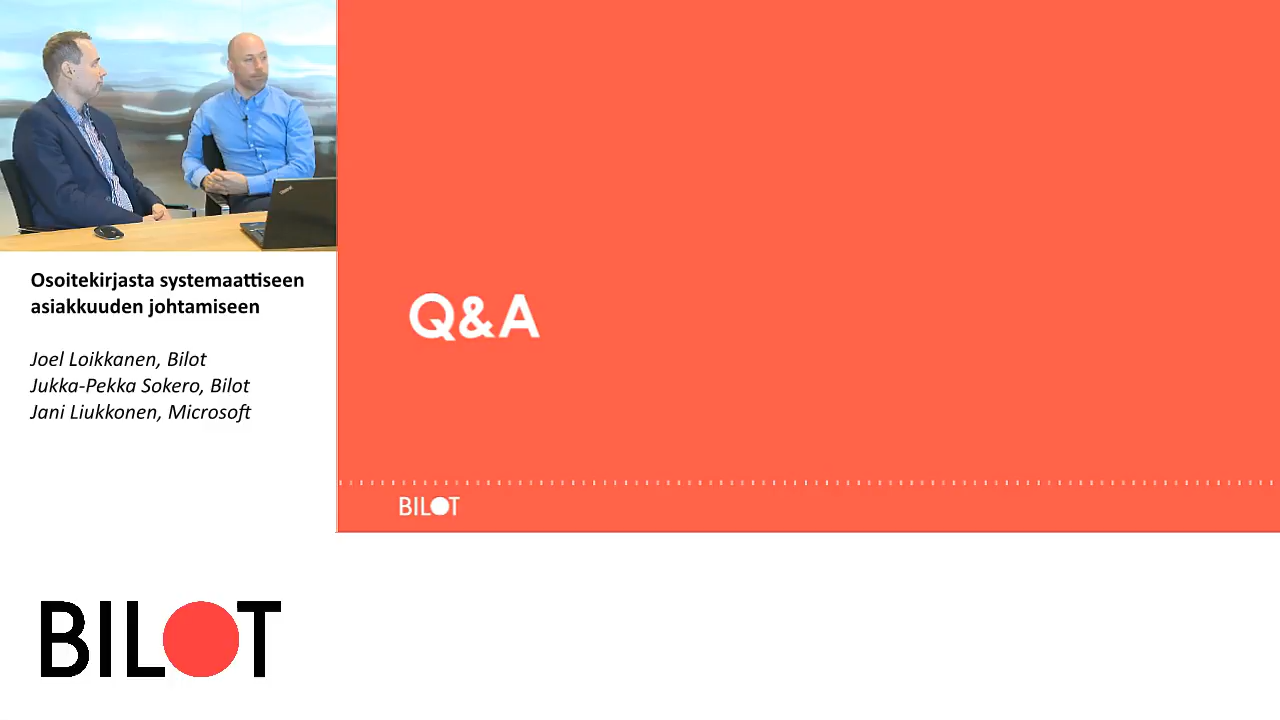 Osoitekirjasta systemaattiseen
asiakkuuden johtamiseen
Joel Loikkanen, Bilot
Jukka-Pekka Sokero, Bilot
Jani Liukkonen, Microsoft
BILOT
Q&A
BILOT